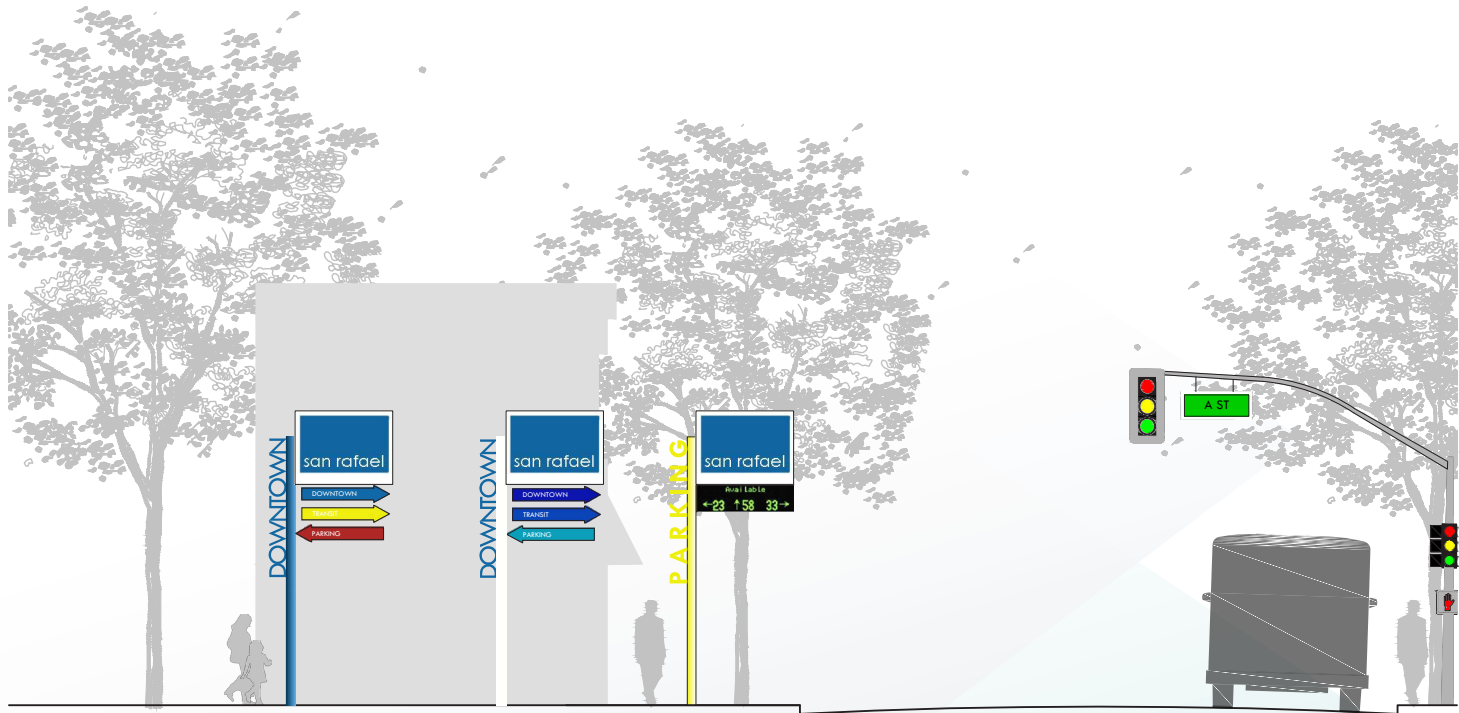 DOWNTOWN
san rafael
DOWNTOWN
TRANSIT
PARKING
DOWNTOWN
san rafael
DOWNTOWN
TRANSIT
PARKING
PARKING
san rafael
Available
←23 ↑58 33→
A ST